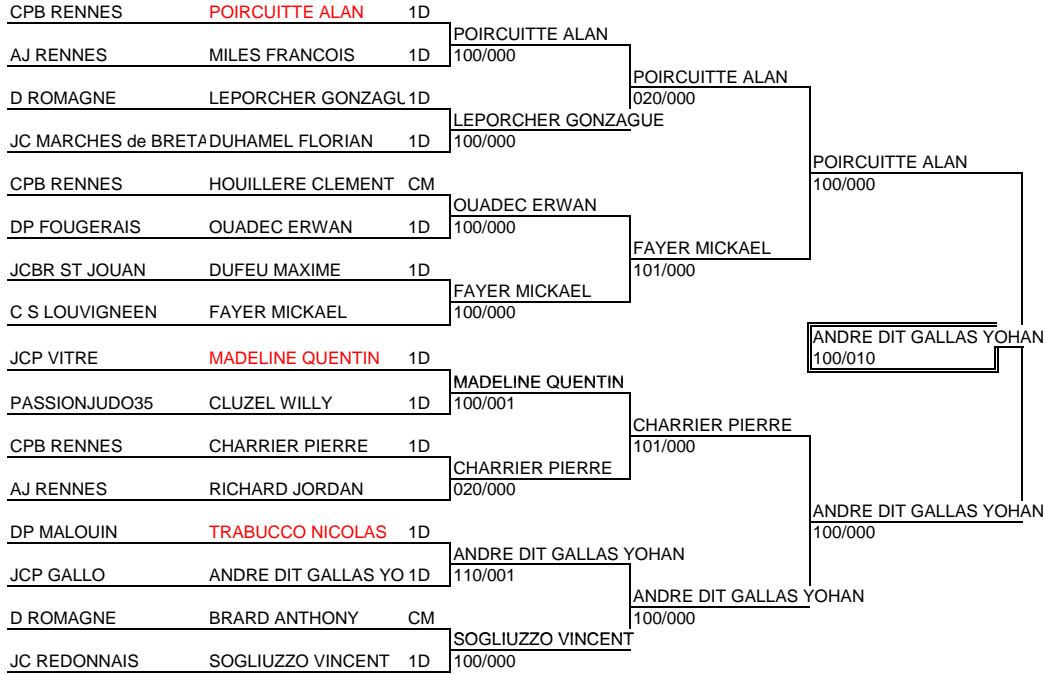 CPB RENNES POIRCUITTE ALAN 1D
POIRCUITTE ALAN
AJ RENNES MILES FRANCOIS 1D 100/000
POIRCUITTE ALAN
D ROMAGNE LEPORCHER GONZAGU 1D 020/000
LEPORCHER GONZAGUE
JC MARCHES de BRETA DUHAMEL FLORIAN 1D 100/000
POIRCUITTE ALAN
CPB RENNES HOUILLERE CLEMENT CM 100/000
OUADEC ERWAN
DP FOUGERAIS OUADEC ERWAN 1D 100/000
FAYER MICKAEL
JCBR ST JOUAN DUFEU MAXIME 1D 101/000
FAYER MICKAEL
C S LOUVIGNEEN FAYER MICKAEL 100/000
ANDRE DIT GALLAS YOHAN
JCP VITRE MADELINE QUENTIN 1D 100/010
MADELINE QUENTIN
PASSIONJUDO35 CLUZEL WILLY 1D 100/001
CHARRIER PIERRE
CPB RENNES CHARRIER PIERRE 1D 101/000
CHARRIER PIERRE
AJ RENNES RICHARD JORDAN 020/000
ANDRE DIT GALLAS YOHAN
DP MALOUIN TRABUCCO NICOLAS 1D 100/000
ANDRE DIT GALLAS YOHAN
JCP GALLO ANDRE DIT GALLAS YO 1D 110/001
ANDRE DIT GALLAS YOHAN
D ROMAGNE BRARD ANTHONY CM 100/000
SOGLIUZZO VINCENT
JC REDONNAIS SOGLIUZZO VINCENT 1D 100/000